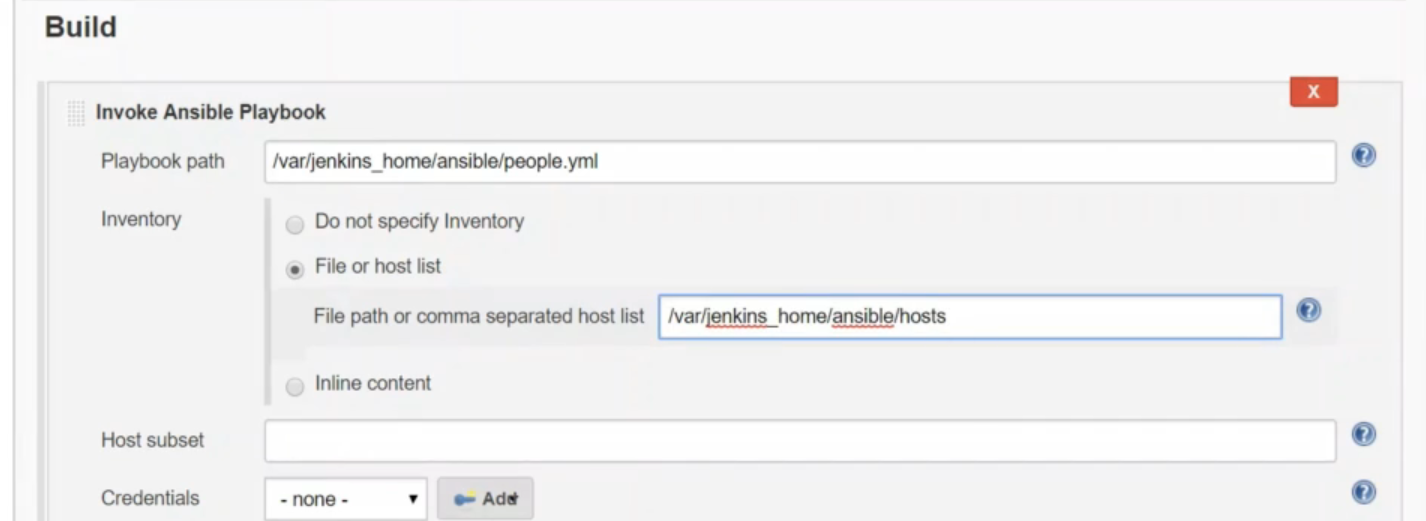 Build
X
Invoke Ansible Playbook
Playbook path /var/jenkins_home/ansible/people.yml
Inventory Do not specify Inventory
File or host list
File path or comma separated host list /var/jenkins_home/ansible/hosts
Inline content
Host subset
Credentials - none - Add